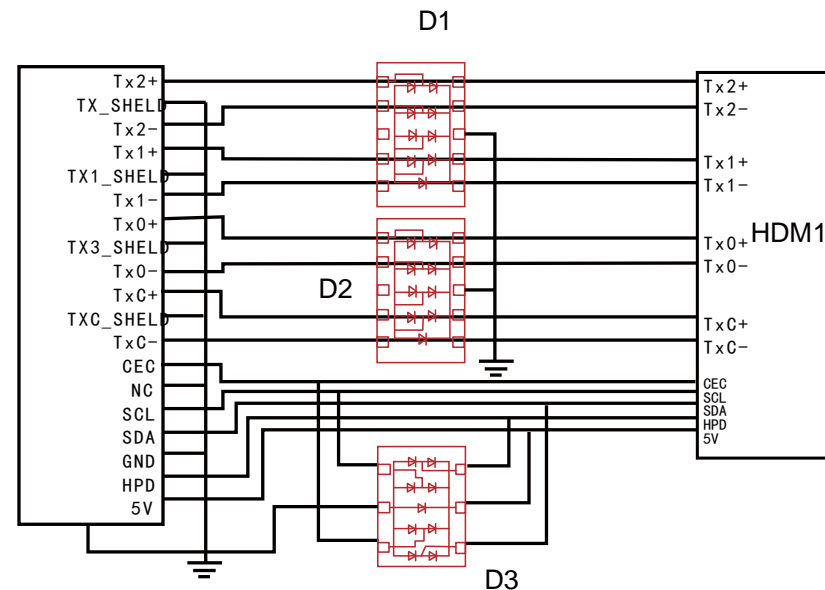 D1
Tx2+
TX_SHELD
Tx2-
Tx1+
TX1_SHELD
Tx1-
Tx0+
TX3_SHELD
Tx0-
TxC+
TXC_SHELD
TxC-
CEC
NC
SCL
SDA
GND
HPD
5V
D2
D3
Tx2+
Tx2-
Tx1+
Tx1-
Tx0+
Tx0-
TxC+
TxC-
CEC
SCL
SDA
HPD
5V
HDM1